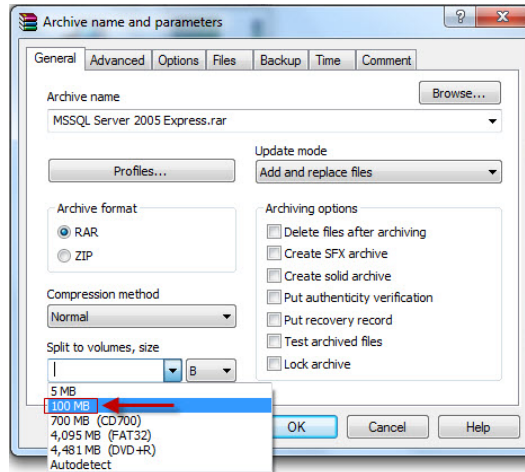 Archive name and parameters
General Advanced Options Files Backup Time Comment
Archive name
Browse...
MSSQL Server 2005 Express.rar
Profiles...
Update mode
Add and replace files
Archive format
RAR
ZIP
Compression method
Normal
Split to volumes, size
B
5 MB
100 MB
700 MB (CD700)
4,095 MB (FAT32)
4,481 MB (DVD+R)
Autodetect
Archiving options
Delete files after archiving
Create SFX archive
Create solid archive
Put authenticity verification
Put recovery record
Test archived files
Lock archive
OK Cancel Help